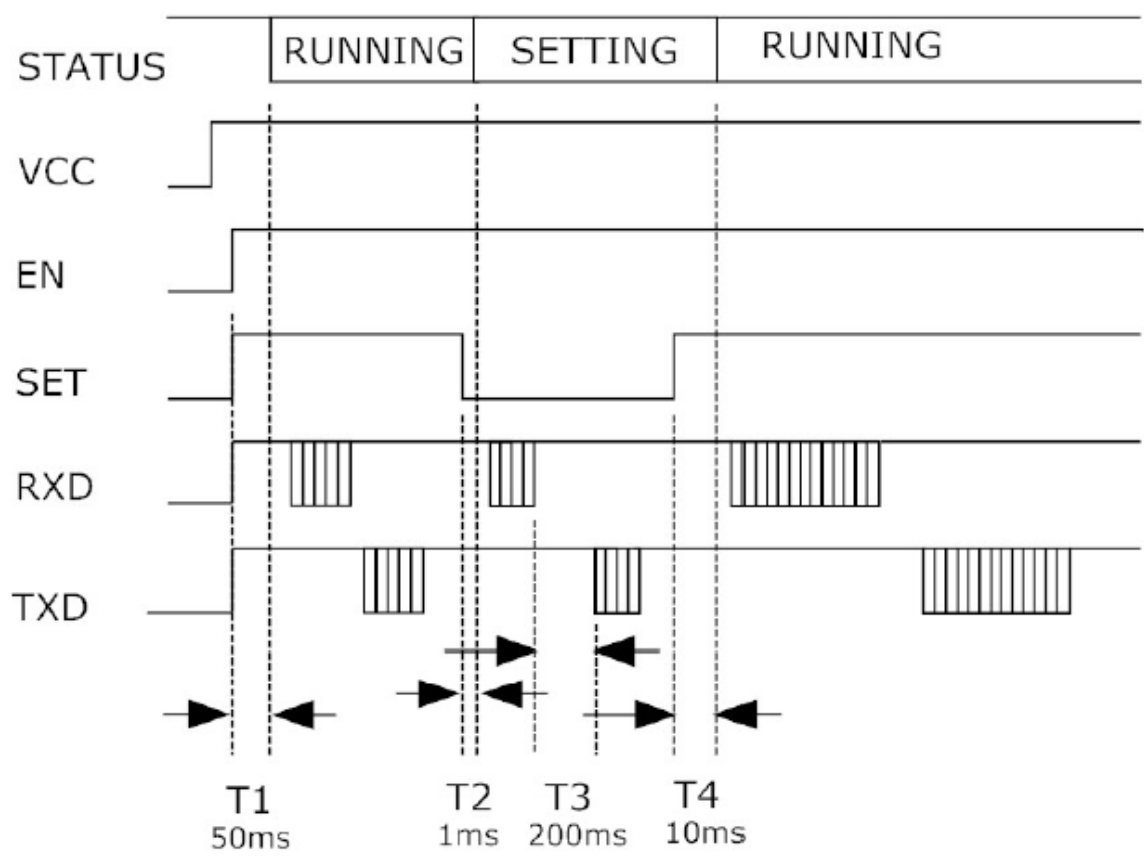 STATUS
RUNNING
SETTING
RUNNING
VCC
EN
SET
RXD
TXD
T1
T2
T3
T4
50ms
1ms
200ms
10ms